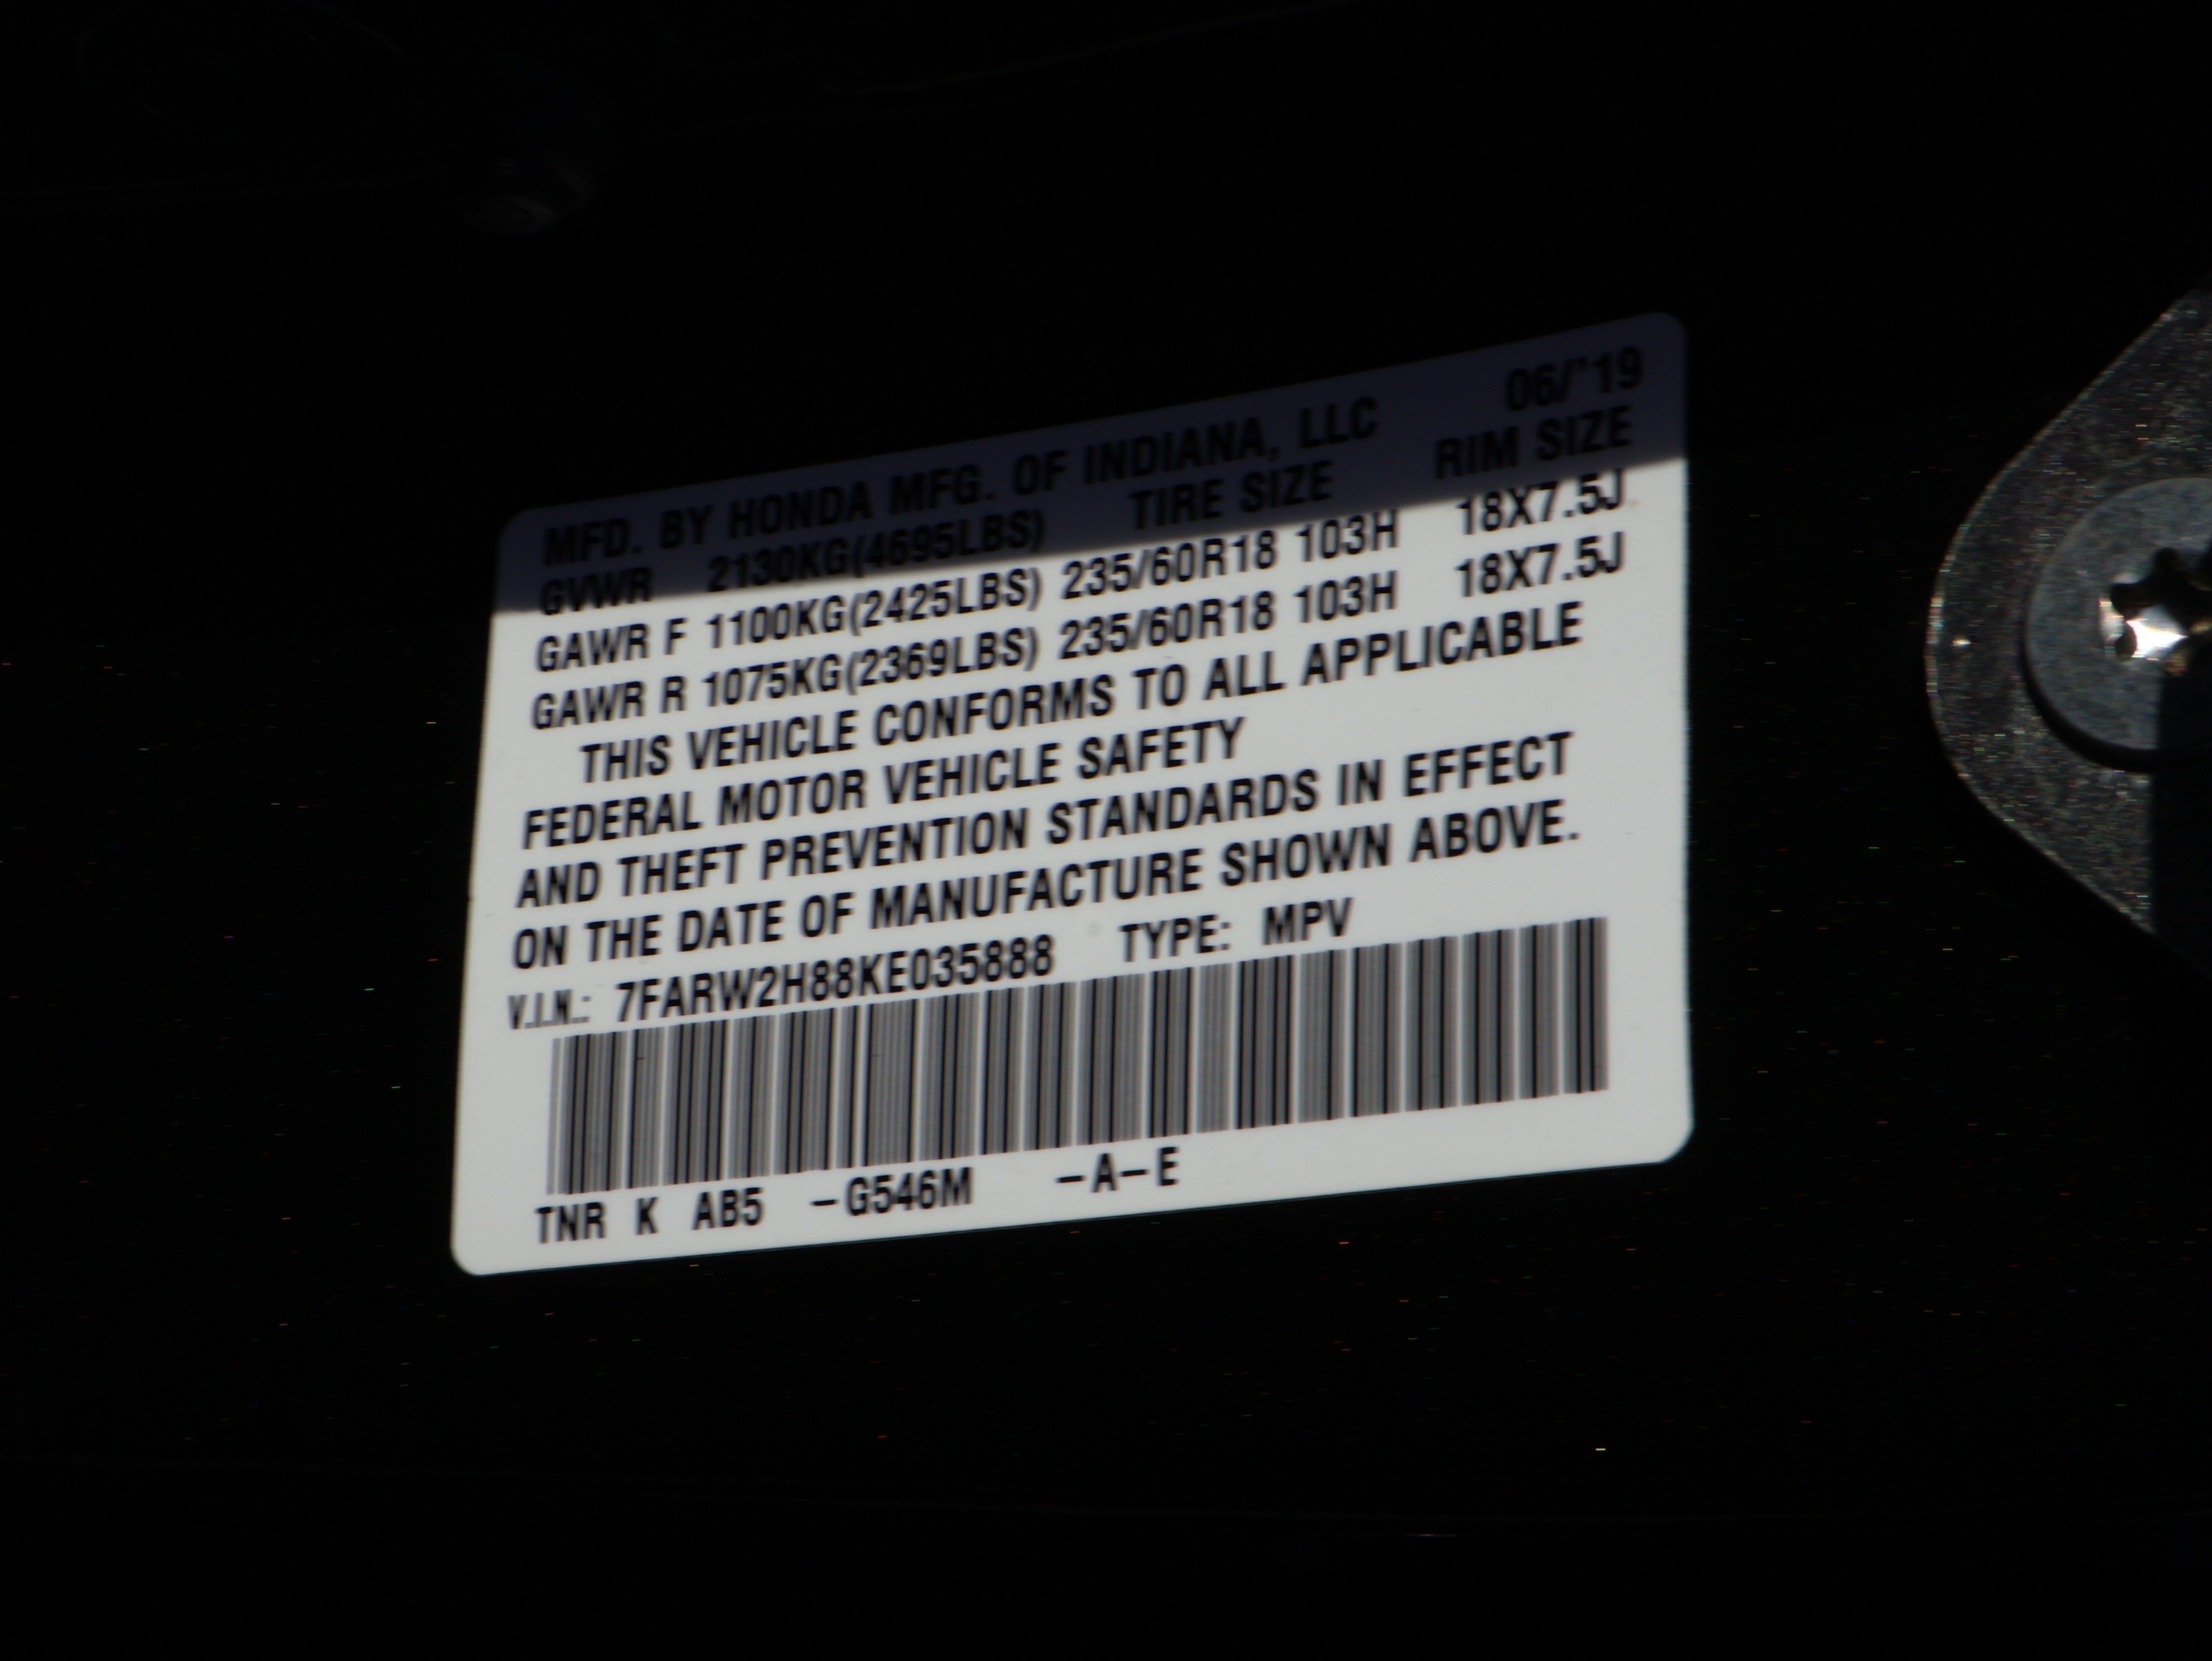 MFD. BY HONDA MFG. OF INDIANA, LLC 06/'19
GVWR 2130KG(4695LBS) TIRE SIZE RIM SIZE
GAWR F 1100KG(2425LBS) 235/60R18 103H 18X7.5J
GAWR R 1075KG(2369LBS) 235/60R18 103H 18X7.5J
THIS VEHICLE CONFORMS TO ALL APPLICABLE
FEDERAL MOTOR VEHICLE SAFETY
AND THEFT PREVENTION STANDARDS IN EFFECT
ON THE DATE OF MANUFACTURE SHOWN ABOVE.
V.I.N.: 7FARW2H88KE035888 TYPE: MPV
TNR K AB5 -G546M -A-E